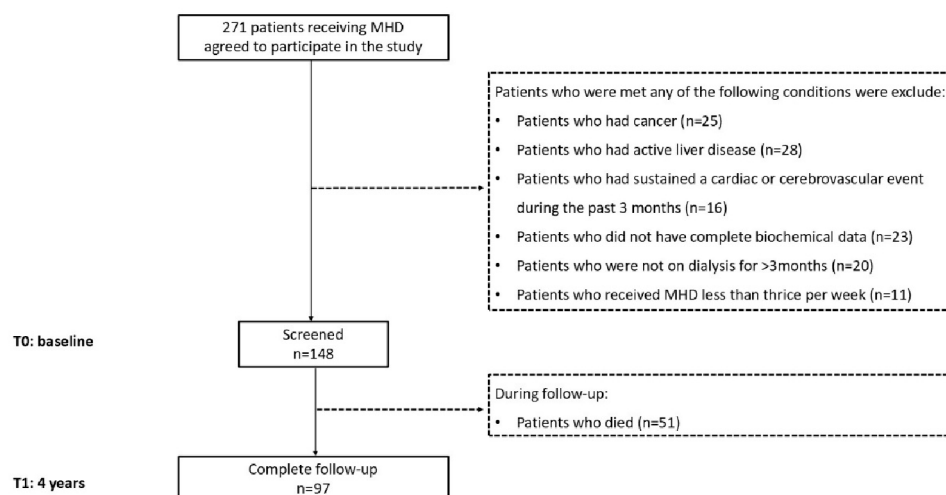 271 patients receiving MHD
agreed to participate in the study
Patients who were met any of the following conditions were exclude:
• Patients who had cancer (n=25)
• Patients who had active liver disease (n=28)
• Patients who had sustained a cardiac or cerebrovascular event
during the past 3 months (n=16)
• Patients who did not have complete biochemical data (n=23)
• Patients who were not on dialysis for >3months (n=20)
• Patients who received MHD less than thrice per week (n=11)
T0: baseline
Screened
n=148
During follow-up:
• Patients who died (n=51)
T1: 4 years
Complete follow-up
n=97